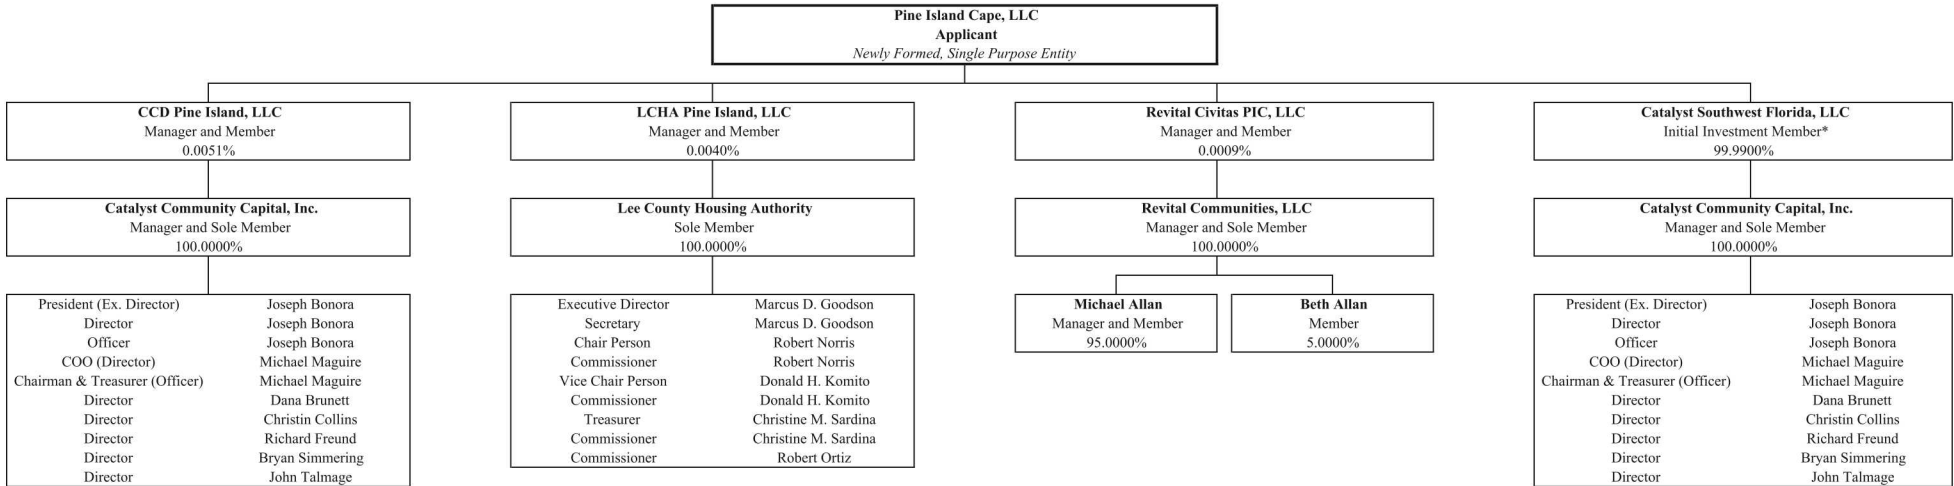 Pine Island Cape, LLC
Applicant
Newly Formed, Single Purpose Entity
CCD Pine Island, LLC
Manager and Member
0.0051%
LCHA Pine Island, LLC
Manager and Member
0.0040%
Revital Civitas PIC, LLC
Manager and Member
0.0009%
Catalyst Southwest Florida, LLC
Initial Investment Member*
99.9900%
Catalyst Community Capital, Inc.
Manager and Sole Member
100.0000%
Lee County Housing Authority
Sole Member
100.0000%
Revital Communities, LLC
Manager and Sole Member
100.0000%
Catalyst Community Capital, Inc.
Manager and Sole Member
100.0000%
President (Ex. Director) Joseph Bonora
Director Joseph Bonora
Officer Joseph Bonora
COO (Director) Michael Maguire
Chairman & Treasurer (Officer) Michael Maguire
Director Dana Brunett
Director Christin Collins
Director Richard Freund
Director Bryan Simmering
Director John Talmage
Executive Director Marcus D. Goodson
Secretary Marcus D. Goodson
Chair Person Robert Norris
Commissioner Robert Norris
Vice Chair Person Donald H. Komito
Commissioner Donald H. Komito
Treasurer Christine M. Sardina
Commissioner Christine M. Sardina
Commissioner Robert Ortiz
Michael Allan
Manager and Member
95.0000%
Beth Allan
Member
5.0000%
President (Ex. Director) Joseph Bonora
Director Joseph Bonora
Officer Joseph Bonora
COO (Director) Michael Maguire
Chairman & Treasurer (Officer) Michael Maguire
Director Dana Brunett
Director Christin Collins
Director Richard Freund
Director Bryan Simmering
Director John Talmage